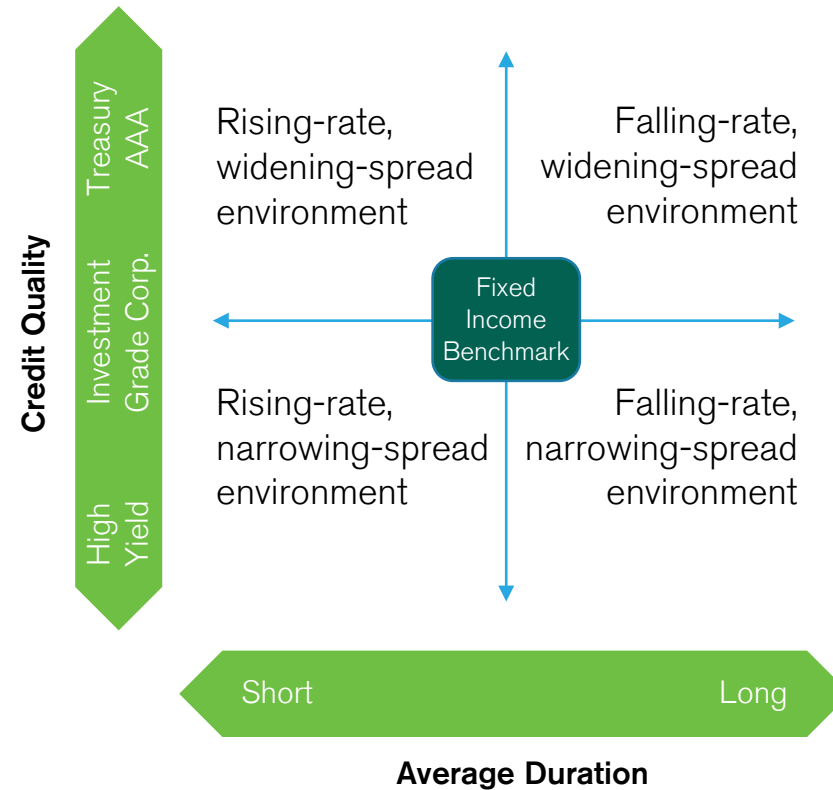 Credit Quality
Treasury
AAA
Investment
Grade Corp.
High
Yield
Rising-rate,
widening-spread
environment
Falling-rate,
widening-spread
environment
Fixed
Income
Benchmark
Rising-rate,
narrowing-spread
environment
Falling-rate,
narrowing-spread
environment
Short
Long
Average Duration